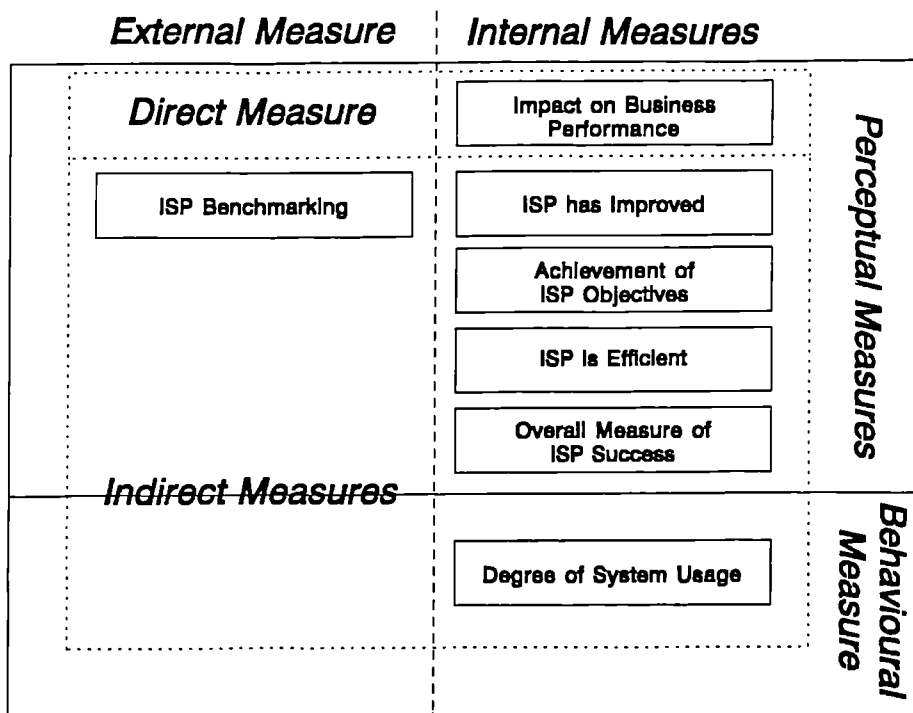 External Measure
Internal Measures
Direct Measure
Impact on Business
Performance
Perceptual Measures
ISP Benchmarking
ISP has Improved
Achievement of
ISP Objectives
ISP is Efficient
Overall Measure of
ISP Success
Indirect Measures
Behavioural
Measure
Degree of System Usage